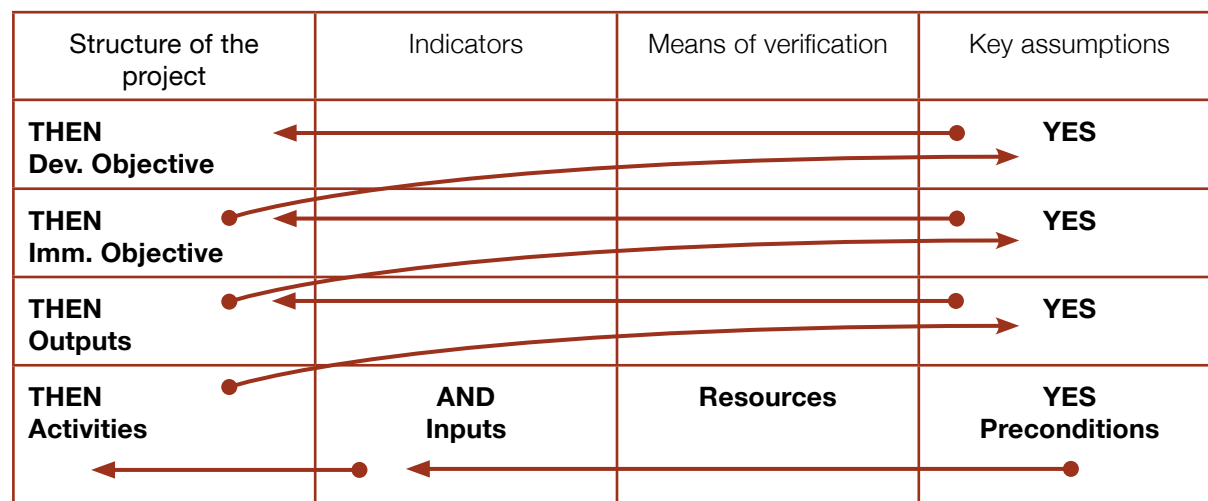 Structure of the
project
Indicators
Means of verification
Key assumptions
THEN
Dev. Objective
YES
THEN
Imm. Objective
YES
THEN
Outputs
YES
THEN
Activities
AND
Inputs
Resources
YES
Preconditions